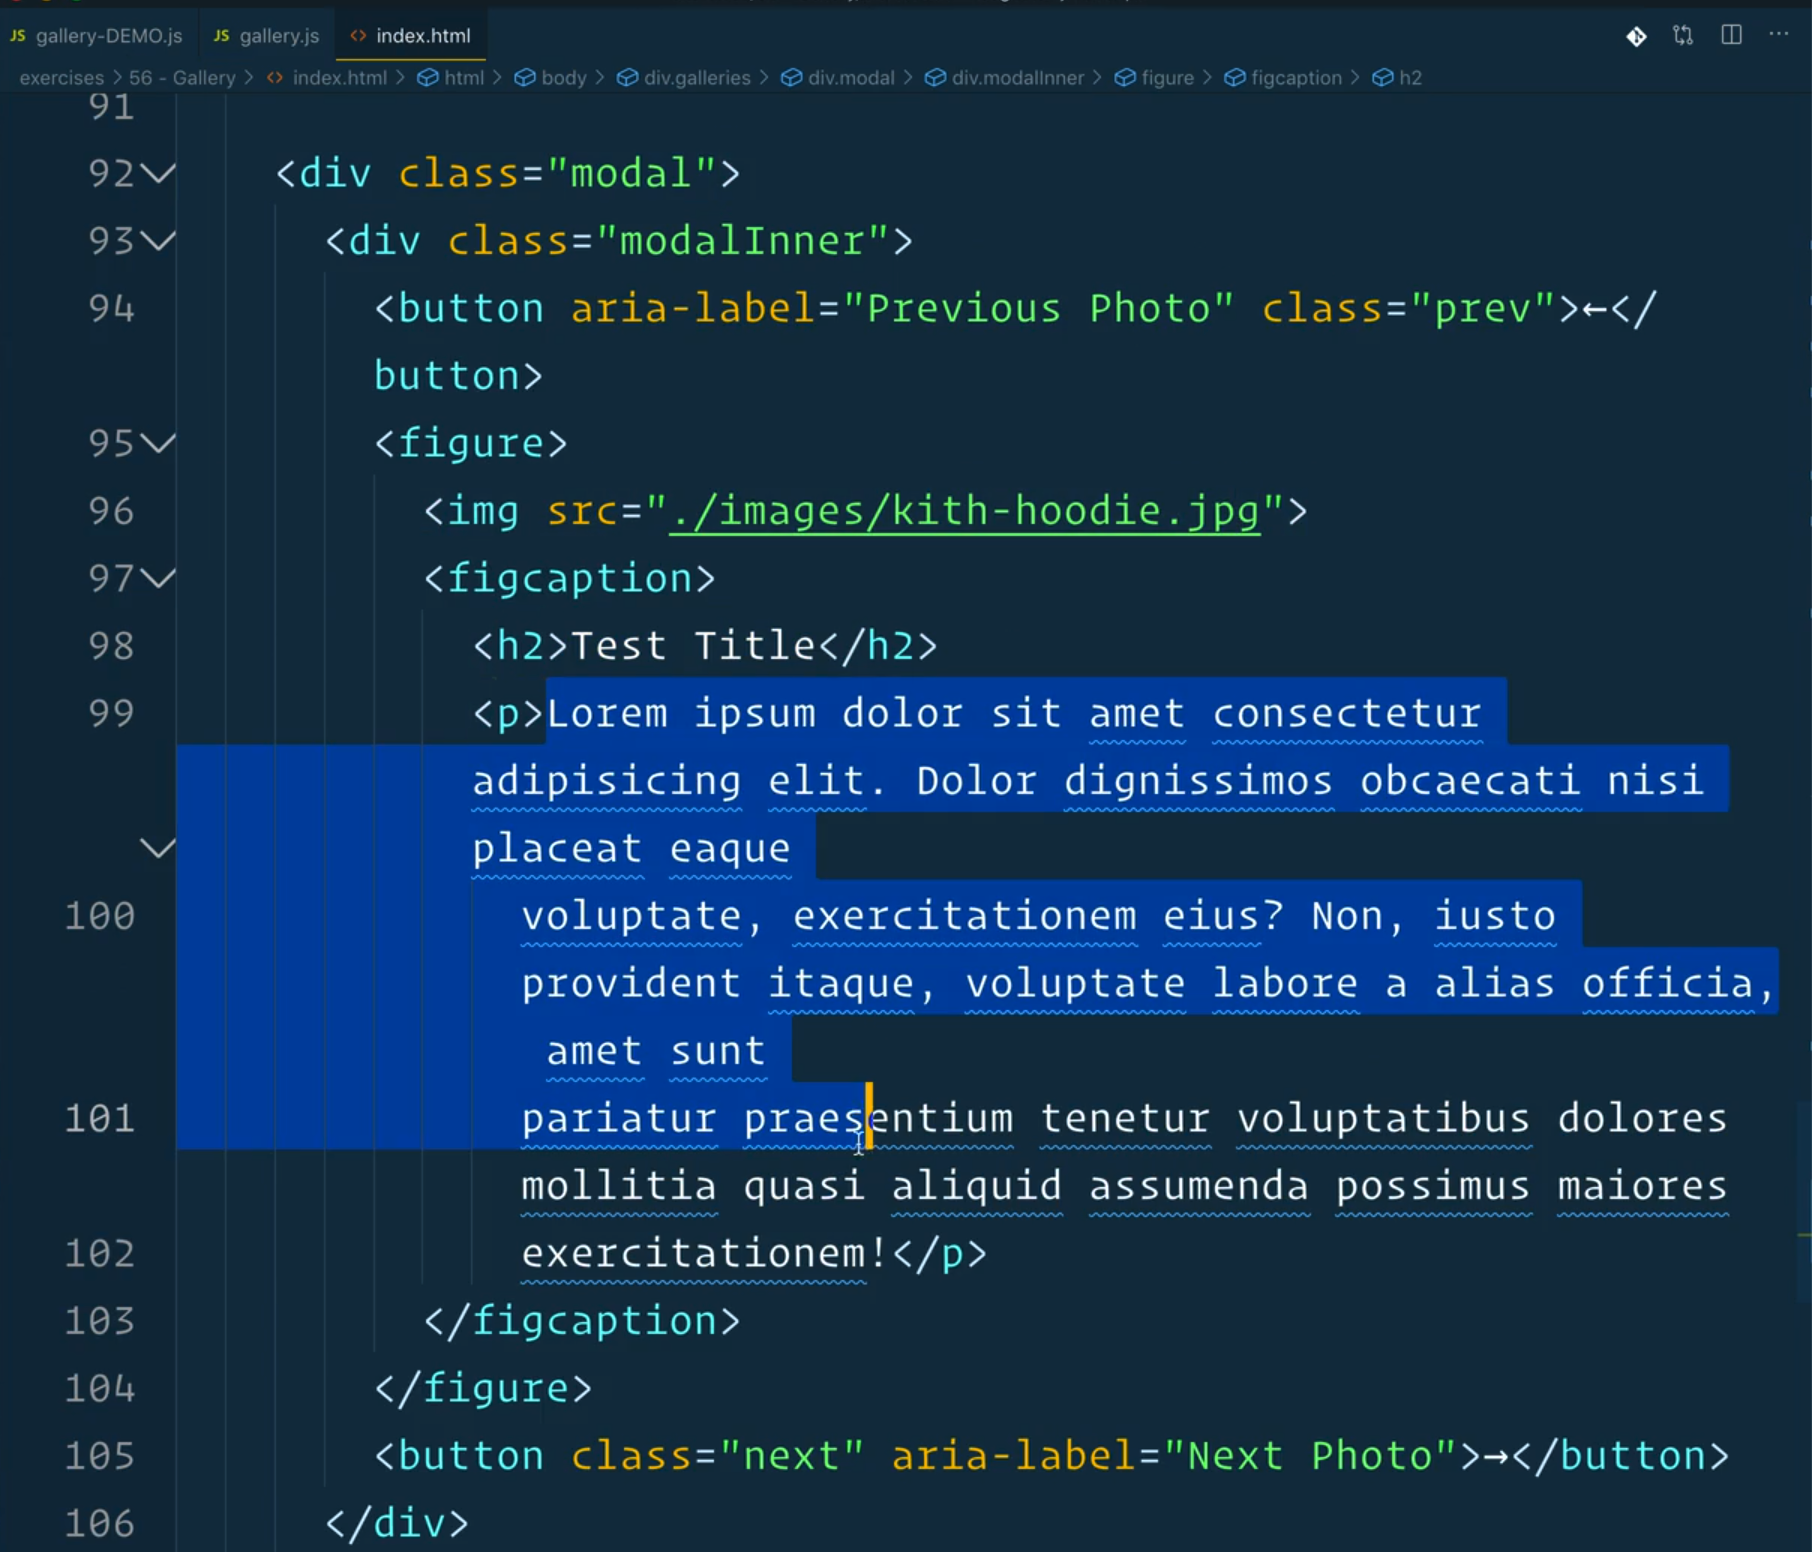 JS gallery-DEMO.js JS gallery.js <> index.html ...
exercises > 56 - Gallery > <> index.html > html > body > div.galleries > div.modal > div.modalInner > figure > figcaption > h2
91
92 <div class="modal">
93 <div class="modalInner">
94 <button aria-label="Previous Photo" class="prev">←</
button>
95 <figure>
96 <img src="./images/kith-hoodie.jpg">
97 <figcaption>
98 <h2>Test Title</h2>
99 <p>Lorem ipsum dolor sit amet consectetur
adipisicing elit. Dolor dignissimos obcaecati nisi
placeat eaque
100 voluptate, exercitationem eius? Non, iusto
provident itaque, voluptate labore a alias officia,
amet sunt
101 pariatur praesentium tenetur voluptatibus dolores
mollitia quasi aliquid assumenda possimus maiores
102 exercitationem!</p>
103 </figcaption>
104 </figure>
105 <button class="next" aria-label="Next Photo">→</button>
106 </div>